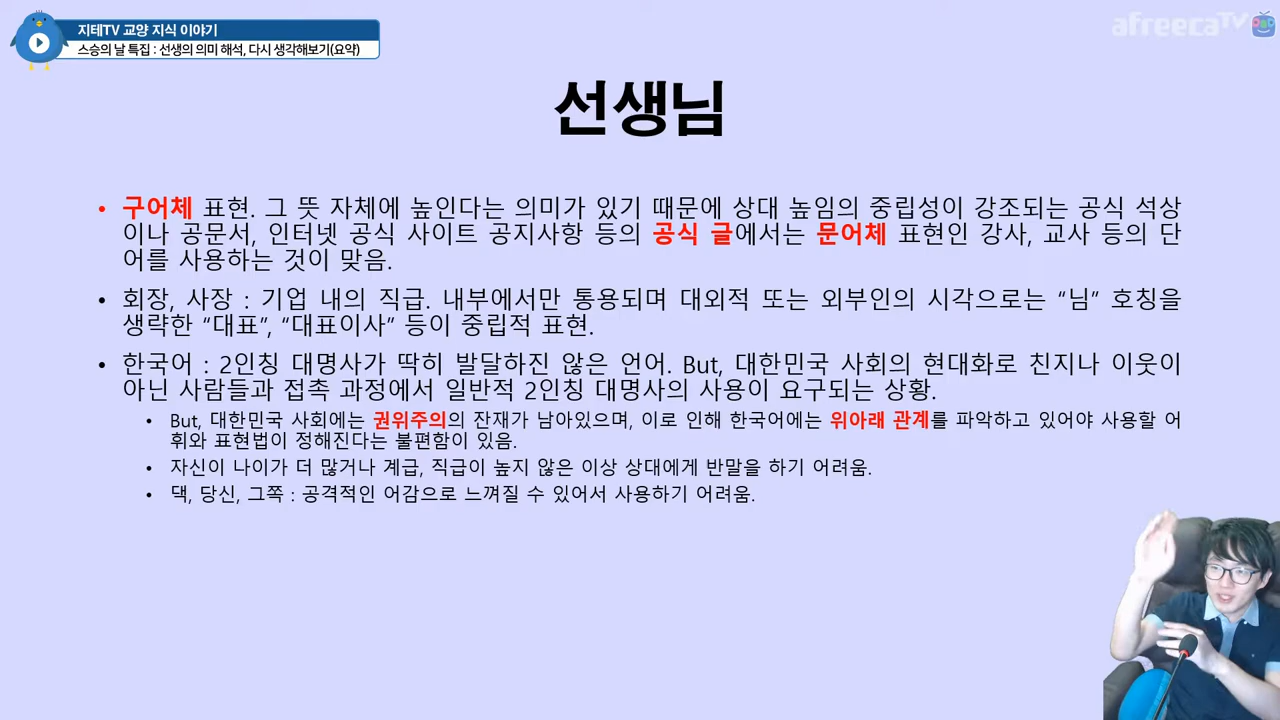 지테TV 교양 지식 이야기
스승의 날 특집 : 선생의 의미 해석, 다시 생각해보기(요약)
afreecaTV
선생님
• 구어체 표현. 그 뜻 자체에 높인다는 의미가 있기 때문에 상대 높임의 중립성이 강조되는 공식 석상
이나 공문서, 인터넷 공식 사이트 공지사항 등의 공식 글에서는 문어체 표현인 강사, 교사 등의 단
어를 사용하는 것이 맞음.
• 회장, 사장 : 기업 내의 직급. 내부에서만 통용되며 대외적 또는 외부인의 시각으로는 “님” 호칭을
생략한 “대표”, “대표이사” 등이 중립적 표현.
• 한국어 : 2인칭 대명사가 딱히 발달하진 않은 언어. But, 대한민국 사회의 현대화로 친지나 이웃이
아닌 사람들과 접촉 과정에서 일반적 2인칭 대명사의 사용이 요구되는 상황.
• But, 대한민국 사회에는 권위주의의 잔재가 남아있으며, 이로 인해 한국어에는 위아래 관계를 파악하고 있어야 사용할 어
휘와 표현법이 정해진다는 불편함이 있음.
• 자신이 나이가 더 많거나 계급, 직급이 높지 않은 이상 상대에게 반말을 하기 어려움.
• 댁, 당신, 그쪽 : 공격적인 어감으로 느껴질 수 있어서 사용하기 어려움.